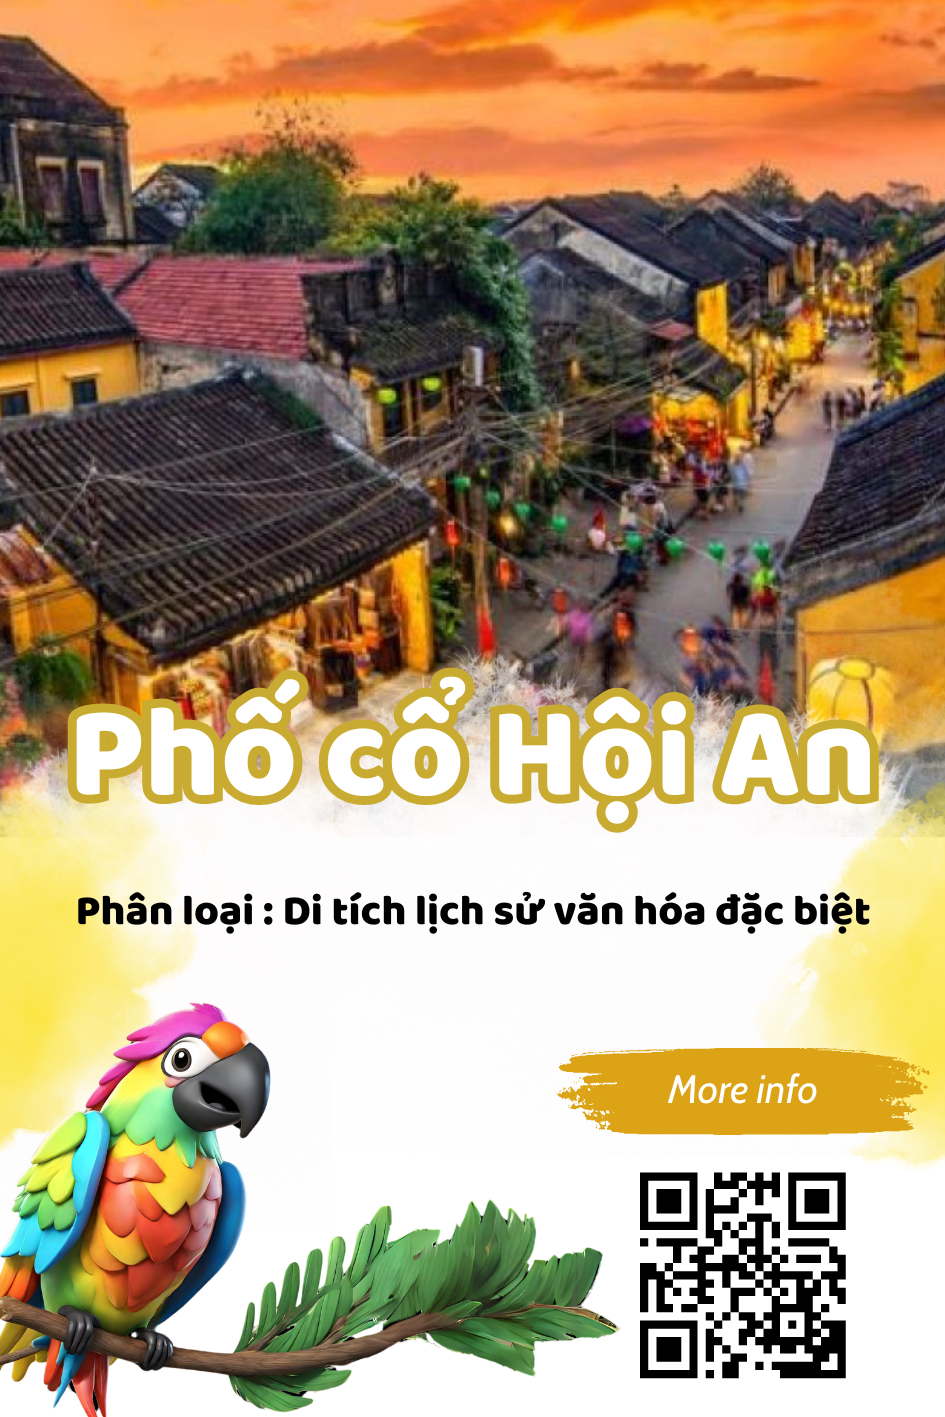 Phố cổ Hội An
Phân loại : Di tích lịch sử văn hóa đặc biệt
More info